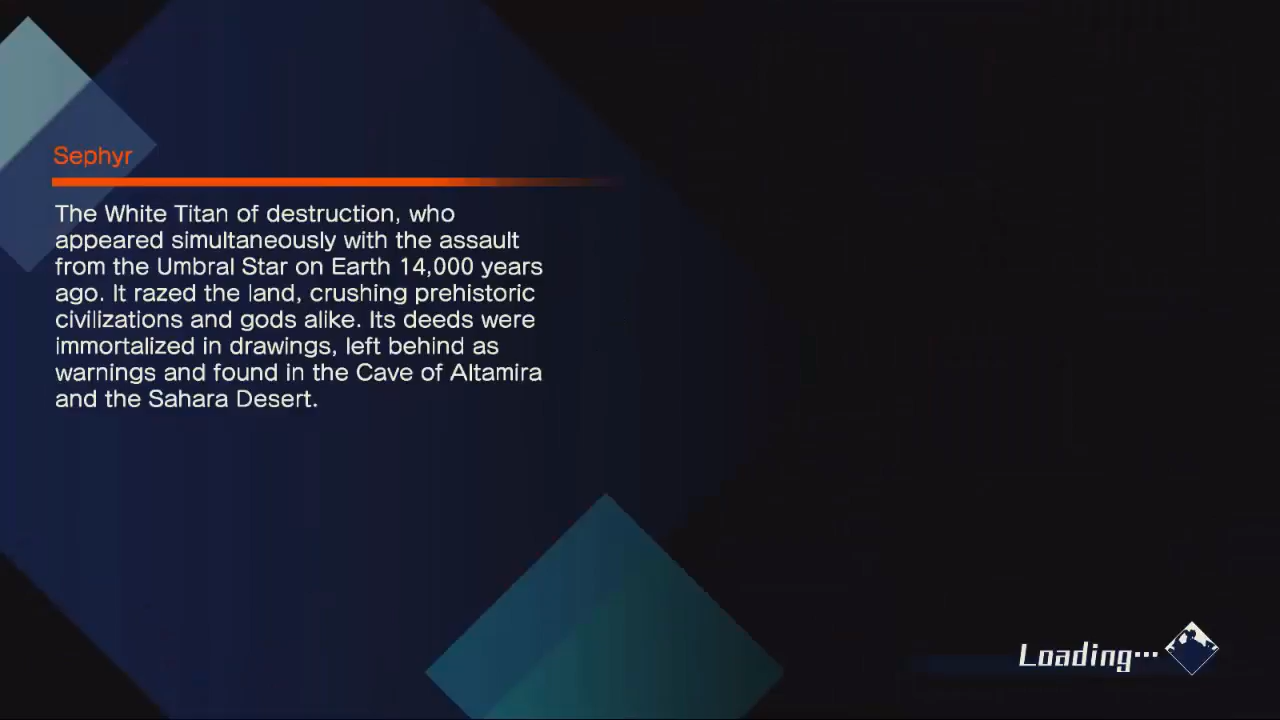 Sephyr
The White Titan of destruction, who
appeared simultaneously with the assault
from the Umbral Star on Earth 14,000 years
ago. It razed the land, crushing prehistoric
civilizations and gods alike. Its deeds were
immortalized in drawings, left behind as
warnings and found in the Cave of Altamira
and the Sahara Desert.
Loading···